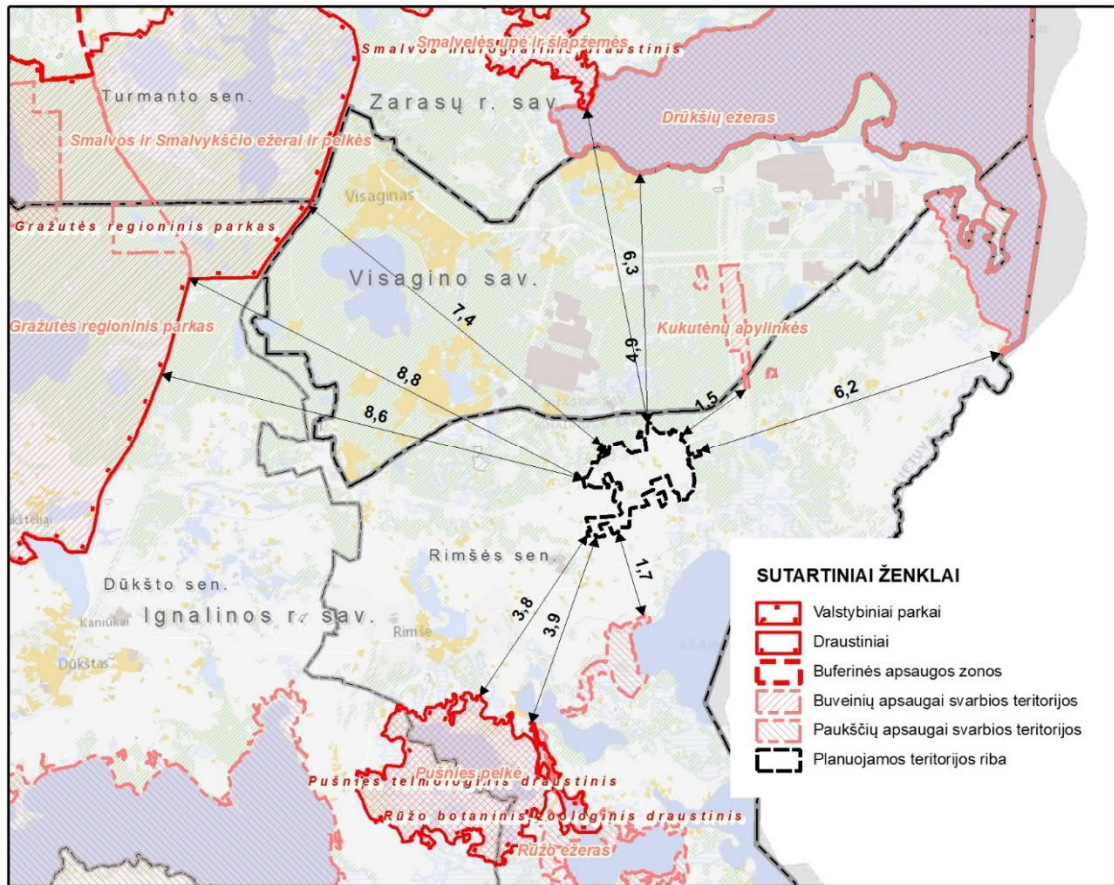 Smalvos hidrografinis draustinis
Smalvelės upė ir šlapžemės
Turmanto sen.
Zarasų r. sav.
Drūkšių ežeras
Smalvos ir Smalvykščio ežerai ir pelkės
Visaginas
Gražutės regioninis parkas
Visagino sav.
6,3
Gražutės regioninis parkas
7,4
Kukutėnų apylinkės
6,4
8,8
6,2
1,5
8,6
Rimšės sen.
1,7
Dūkšto sen.
3,8
Ignalinos r. sav.
Kaniūkai
Rimšė
3,9
Dūkštas
Pušnies pelkė
Pušnies telmologinis draustinis
Rūžo botaninis-zoologinis draustinis
Rūžo ežeras
SUTARTINIAI ŽENKLAI
Valstybiniai parkai
Draustiniai
Buferinės apsaugos zonos
Buveinių apsaugai svarbios teritorijos
Paukščių apsaugai svarbios teritorijos
Planuojamos teritorijos riba